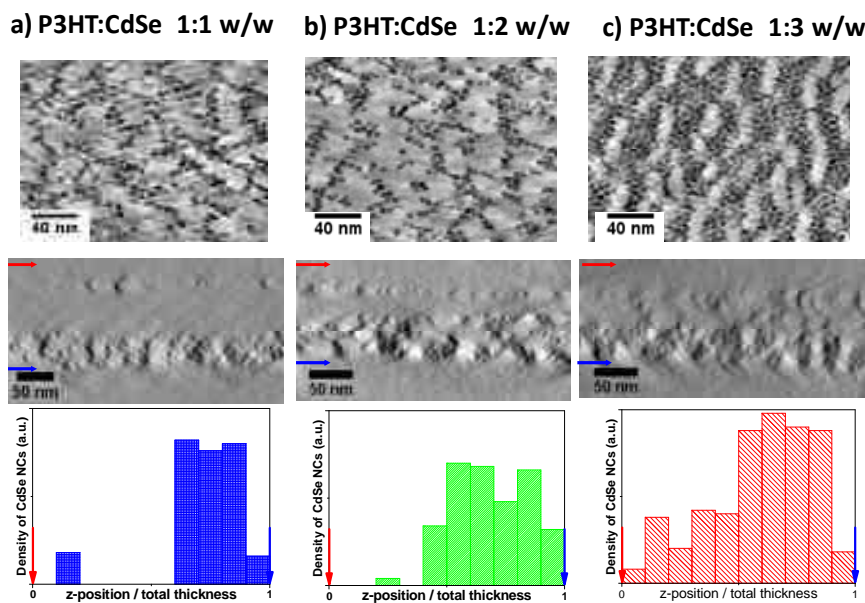 a) P3HT:CdSe 1:1 w/w
b) P3HT:CdSe 1:2 w/w
c) P3HT:CdSe 1:3 w/w
40 nm
40 nm
40 nm
50 nm
50 nm
50 nm
Density of CdSe NCs (a.u.)
0
1
z-position / total thickness
Density of CdSe NCs (a.u.)
0
1
z-position / total thickness
Density of CdSe NCs (a.u.)
0
1
z-position / total thickness